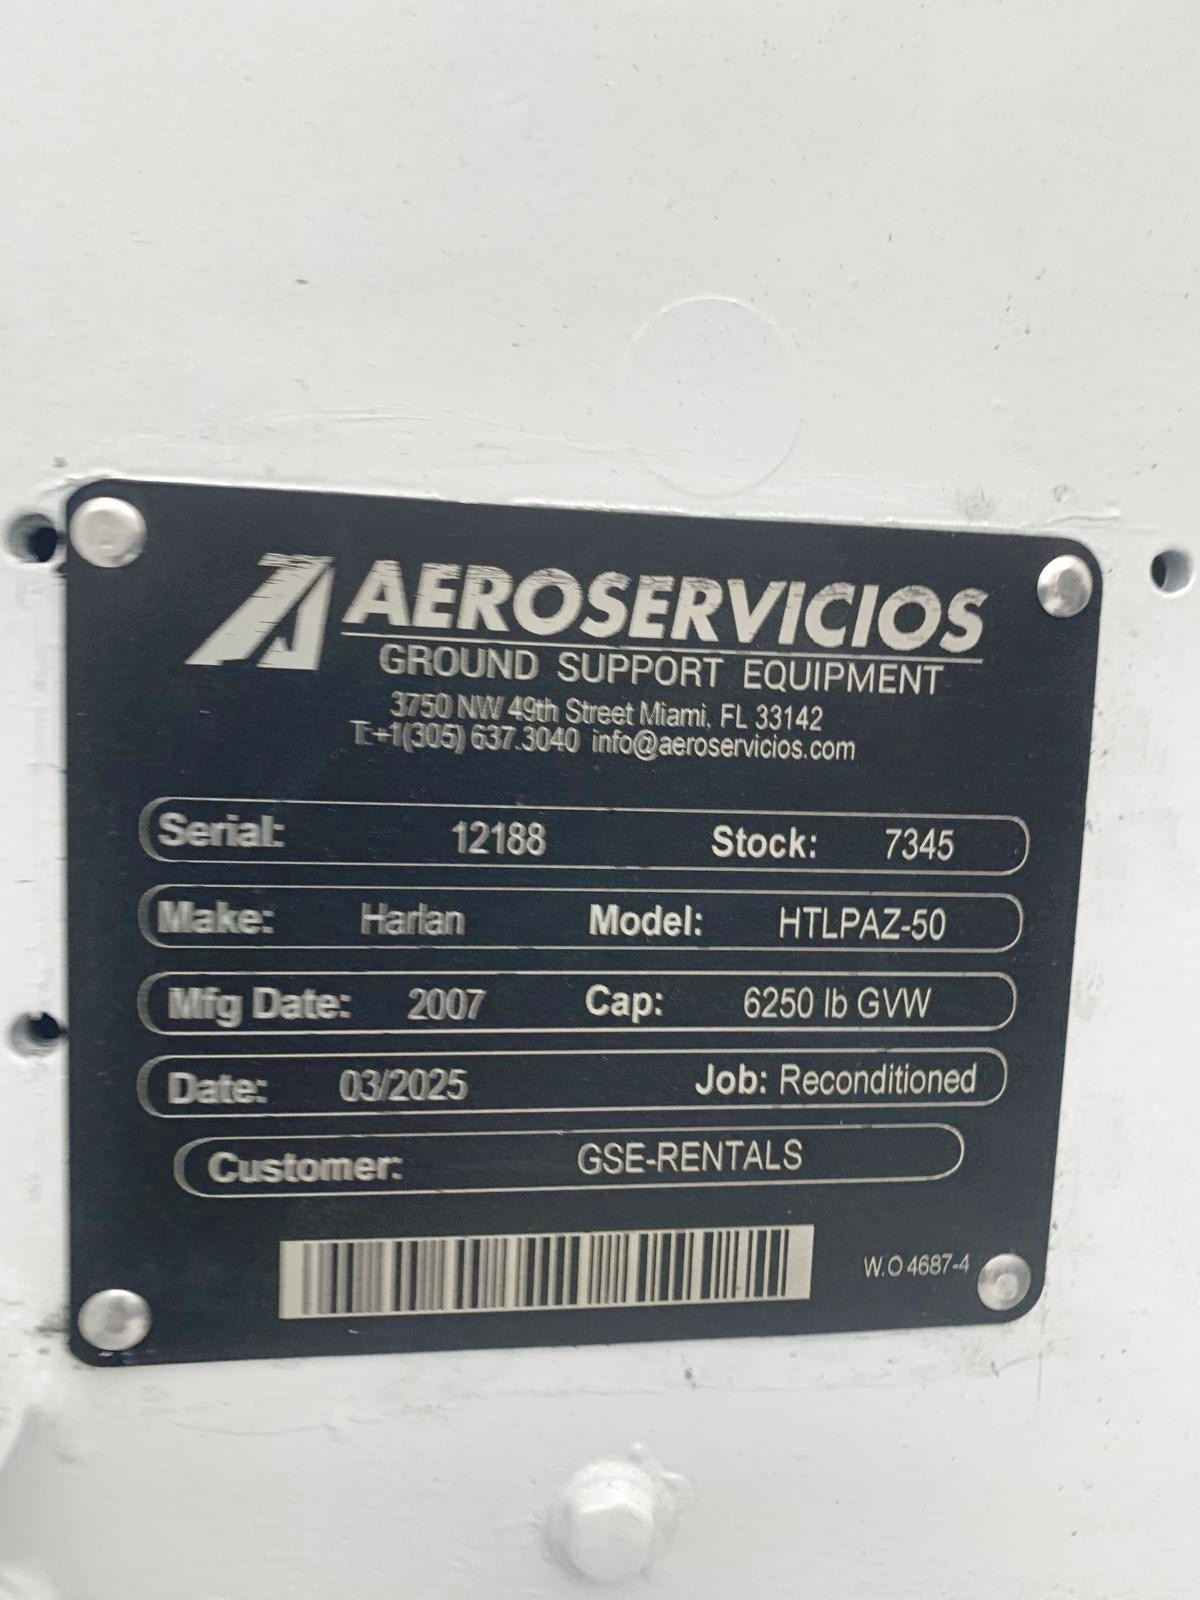 AEROSERVICIOS
GROUND SUPPORT EQUIPMENT
3750 NW 49th Street Miami, FL 33142
T:+1(305) 637.3040 info@aeroservicios.com
Serial: 12188 Stock: 7345
Make: Harlan Model: HTLPAZ-50
Mfg Date: 2007 Cap: 6250 lb GVW
Date: 03/2025 Job: Reconditioned
Customer: GSE-RENTALS
W.O 4687-4